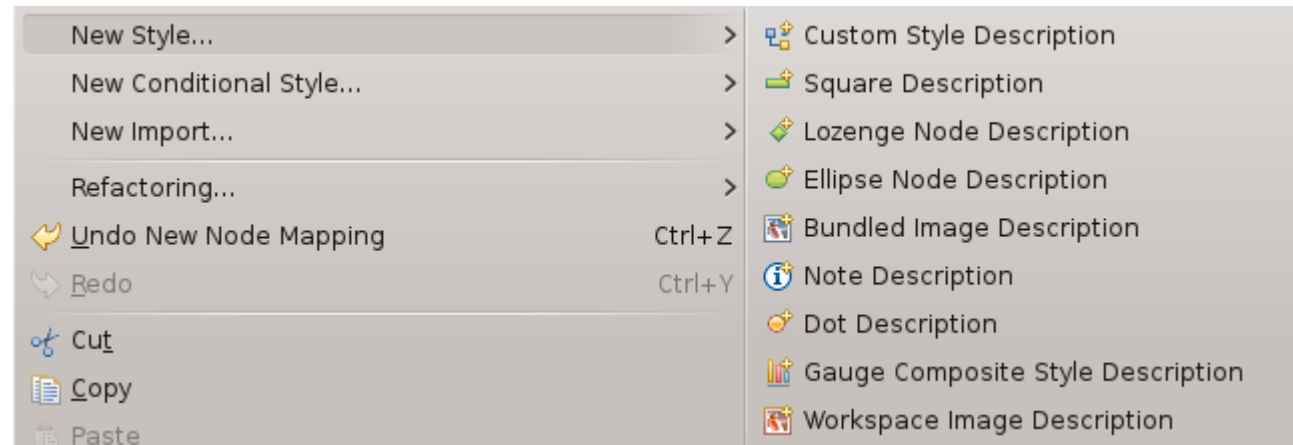 New Style...
New Conditional Style...
New Import...
Refactoring...
Undo New Node Mapping Ctrl+Z
Redo Ctrl+Y
Cut
Copy
Paste
Custom Style Description
Square Description
Lozenge Node Description
Ellipse Node Description
Bundled Image Description
Note Description
Dot Description
Gauge Composite Style Description
Workspace Image Description